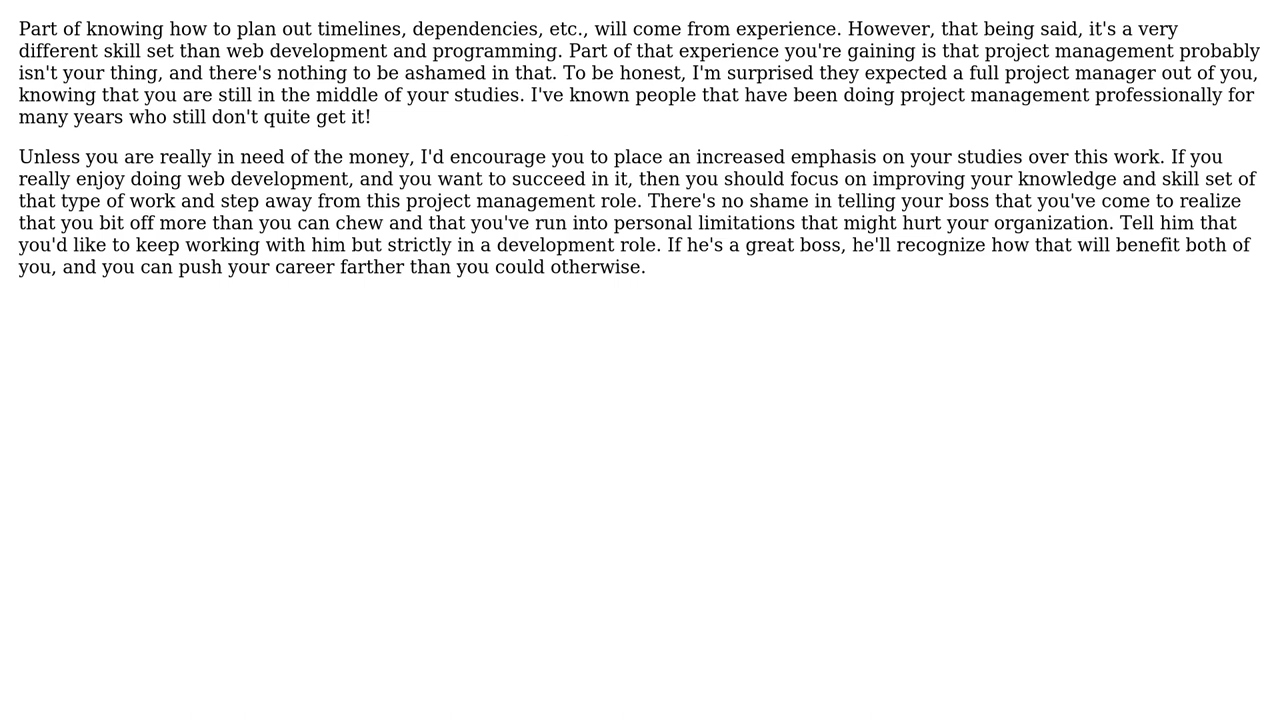 Part of knowing how to plan out timelines, dependencies, etc., will come from experience. However, that being said, it's a very
different skill set than web development and programming. Part of that experience you're gaining is that project management probably
isn't your thing, and there's nothing to be ashamed in that. To be honest, I'm surprised they expected a full project manager out of you,
knowing that you are still in the middle of your studies. I've known people that have been doing project management professionally for
many years who still don't quite get it!
Unless you are really in need of the money, I'd encourage you to place an increased emphasis on your studies over this work. If you
really enjoy doing web development, and you want to succeed in it, then you should focus on improving your knowledge and skill set of
that type of work and step away from this project management role. There's no shame in telling your boss that you've come to realize
that you bit off more than you can chew and that you've run into personal limitations that might hurt your organization. Tell him that
you'd like to keep working with him but strictly in a development role. If he's a great boss, he'll recognize how that will benefit both of
you, and you can push your career farther than you could otherwise.